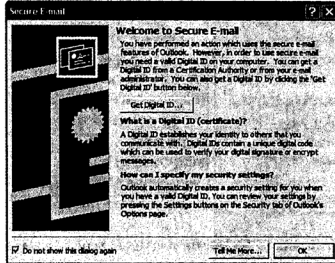 Secure E-mail
Welcome to Secure E-mail
You have performed an action which uses the secure e-mail
features of Outlook. However, in order to use secure e-mail
you need a valid Digital ID on your computer. You can get a
Digital ID from a Certification Authority or from your e-mail
administrator. You can also get a Digital ID by clicking the 'Get
Digital ID' button below.
Get Digital ID...
What is a Digital ID (certificate)?
A Digital ID establishes your identity to others that you
communicate with. Digital IDs contain a unique digital code
which can be used to verify your digital signature or encrypt
messages.
How can I specify my security settings?
Outlook automatically creates a security setting for you when
you have a valid Digital ID. You can review your settings by
pressing the Settings buttons on the Security tab of Outlook's
Options page.
Do not show this dialog again
Tell Me More...
OK